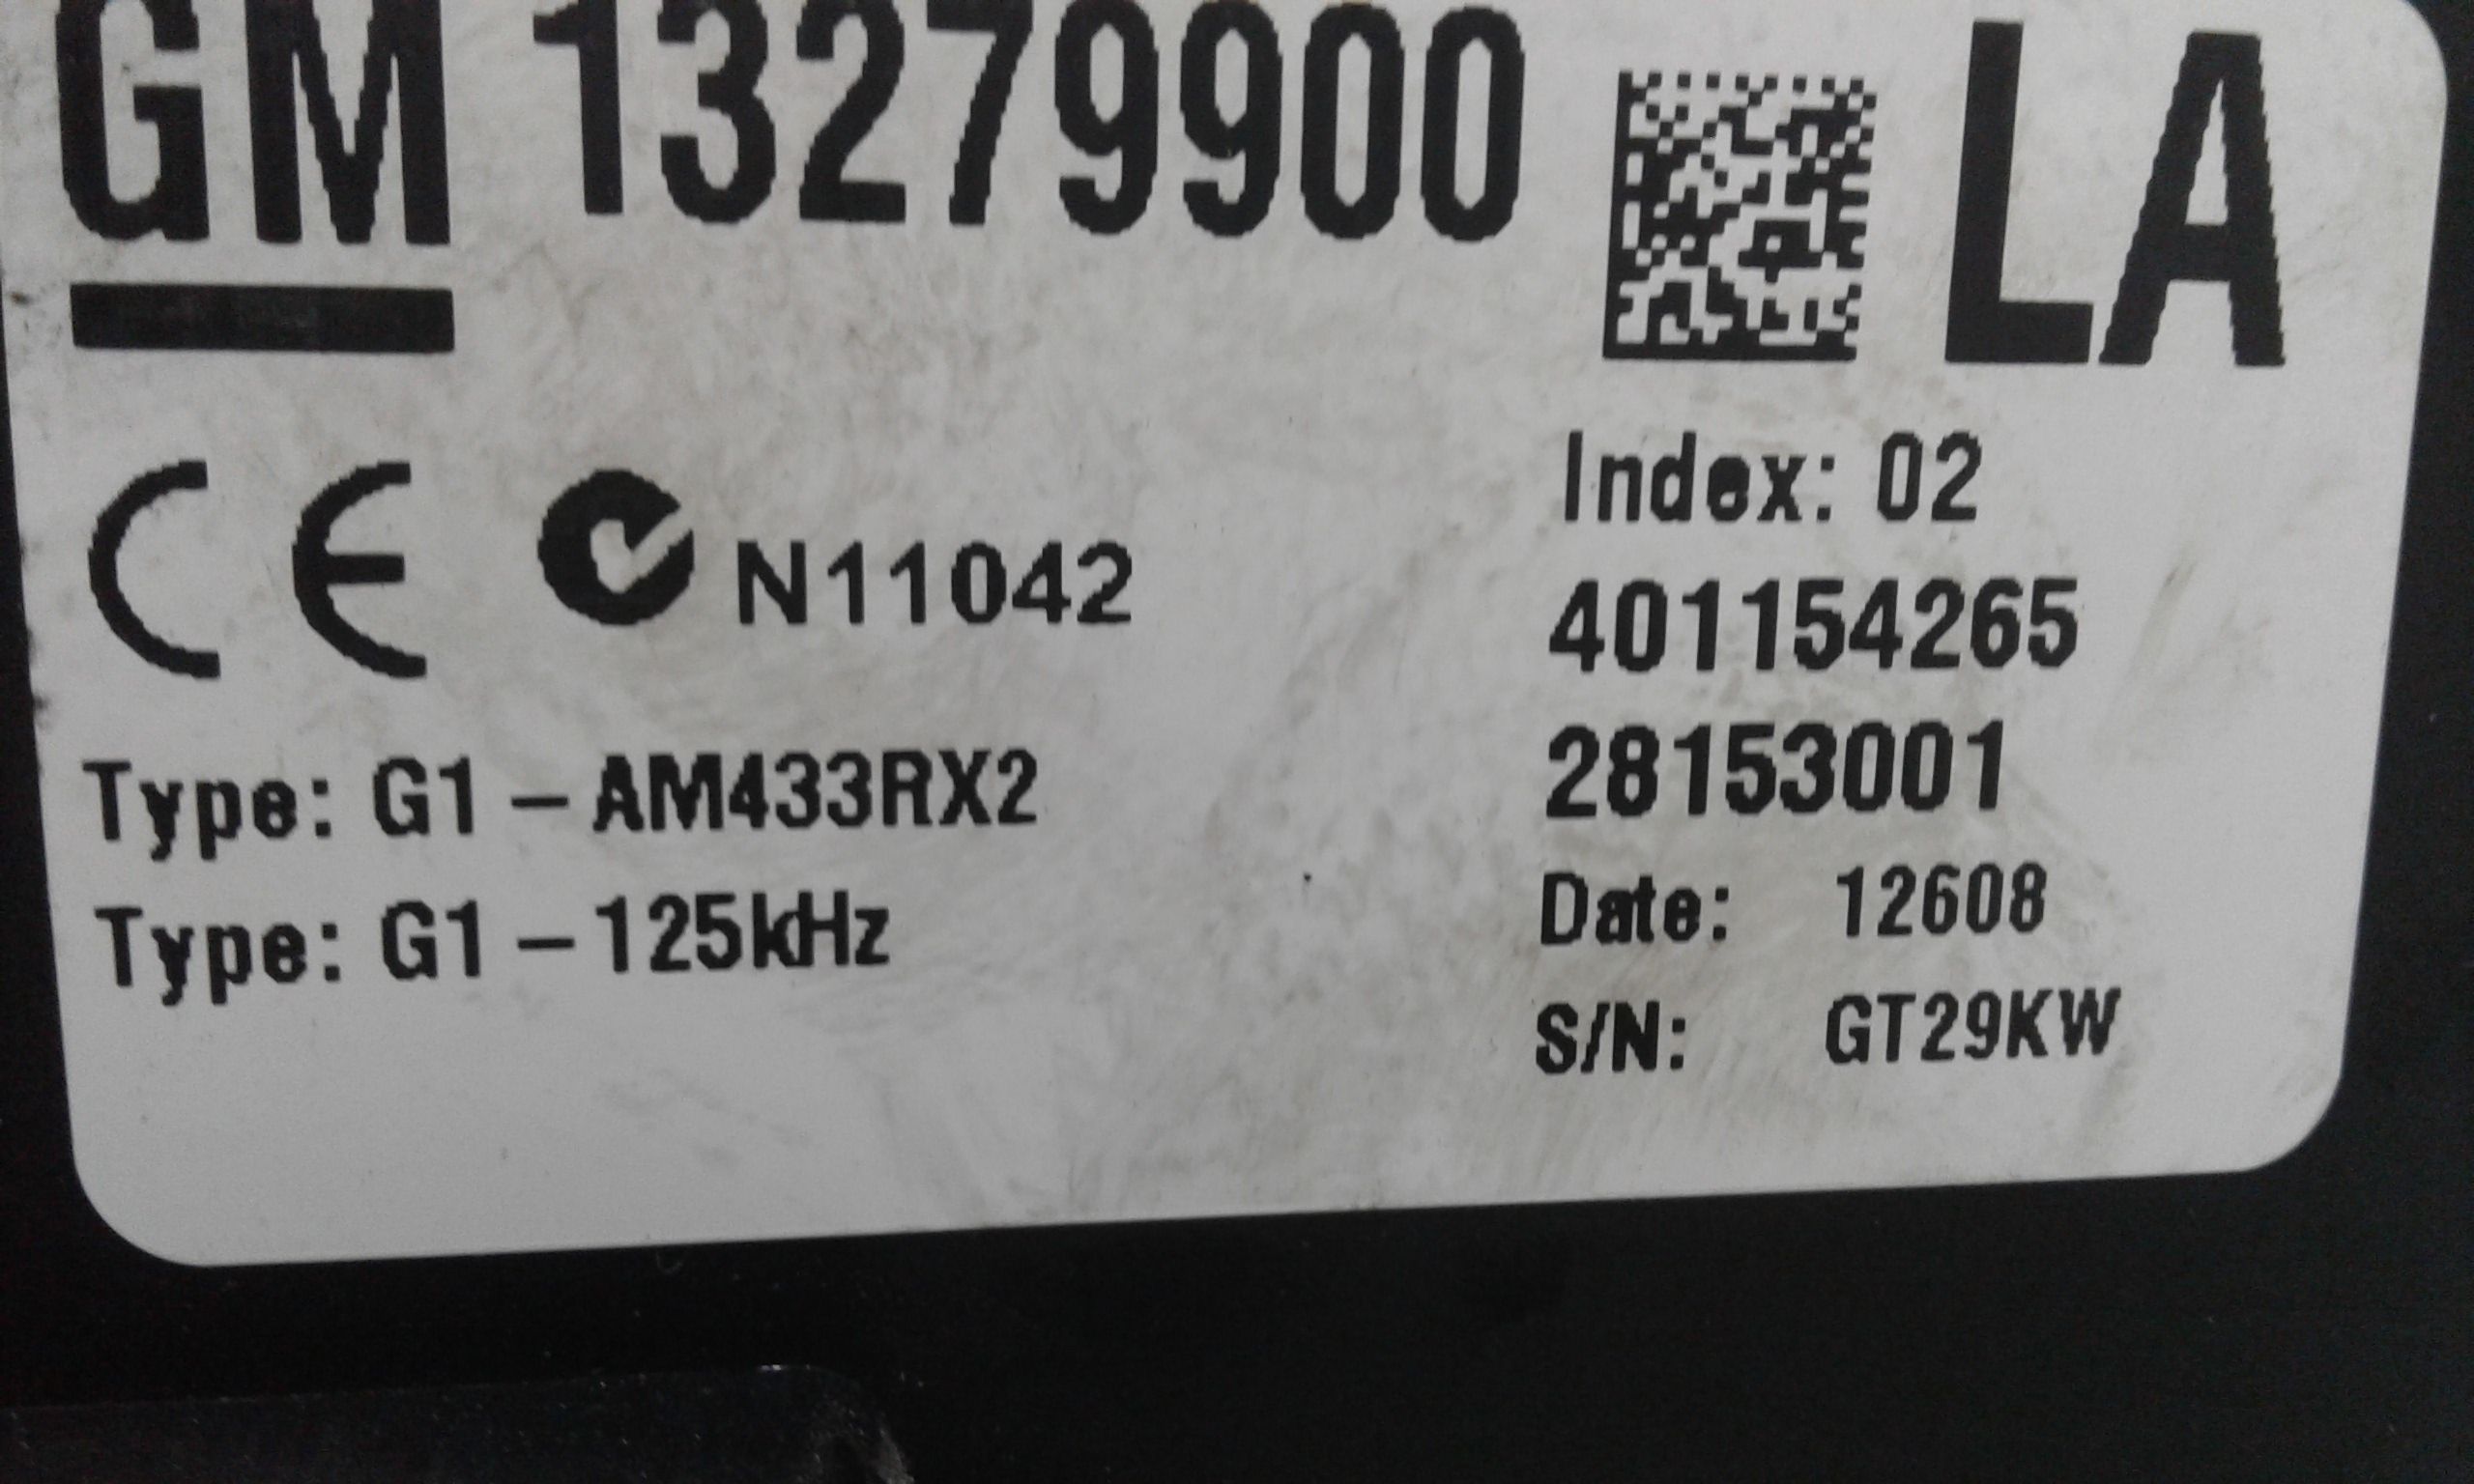 GM 13279900 LA
CE N11042
Index: 02
401154265
28153001
Type: G1 – AM433RX2
Type: G1 – 125kHz
Date: 12608
S/N: GT29KW